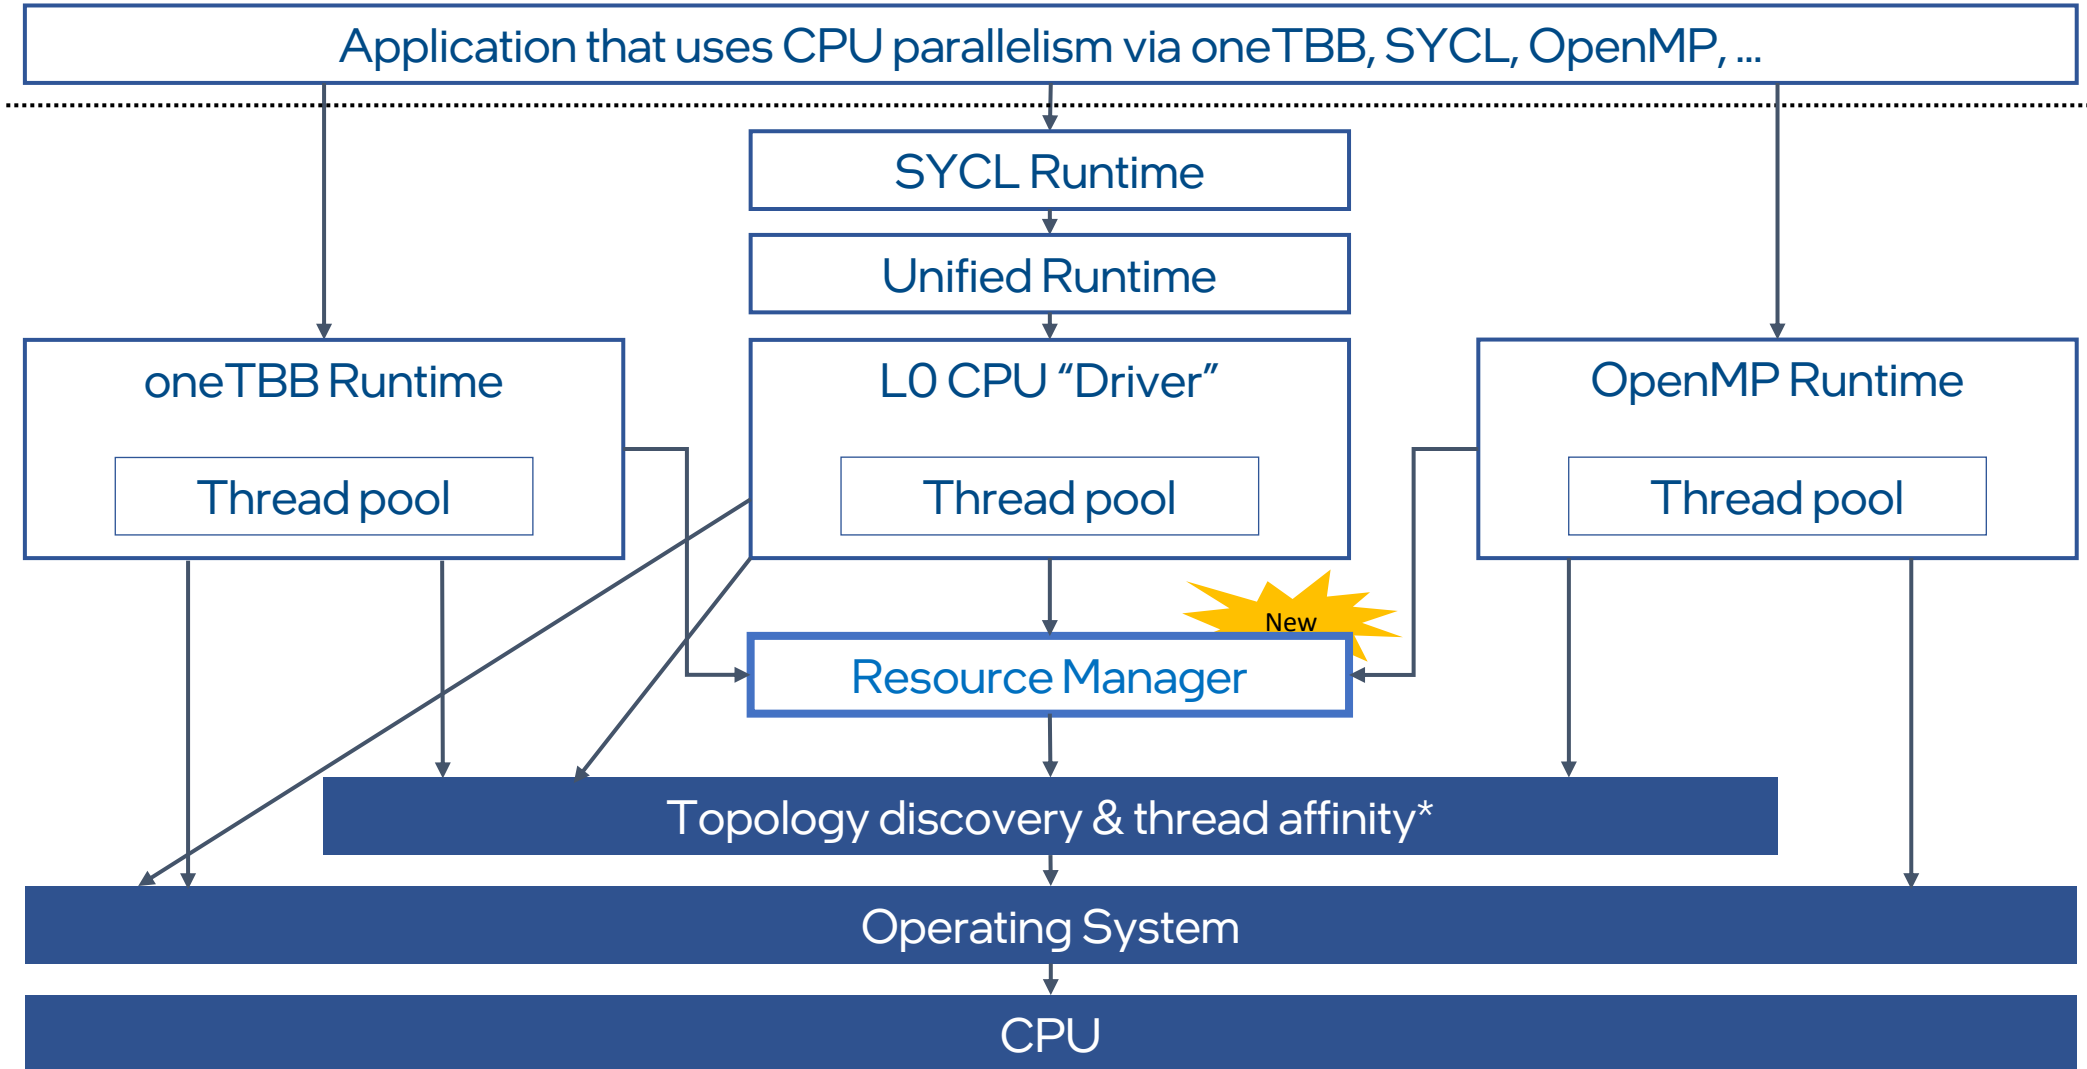 Application that uses CPU parallelism via oneTBB, SYCL, OpenMP, ...
SYCL Runtime
Unified Runtime
oneTBB Runtime
L0 CPU “Driver”
OpenMP Runtime
Thread pool
Thread pool
Thread pool
New
Resource Manager
Topology discovery & thread affinity*
Operating System
CPU